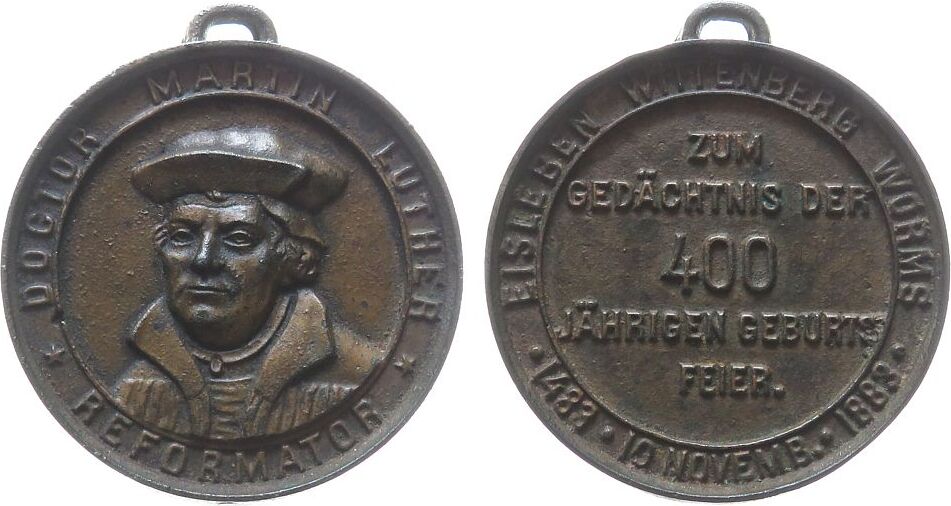 DOCTOR MARTIN LUTHER
* REFORMATOR *
EISLEBEN WITTENBERG WORMS
ZUM
GEDÄCHTNIS DER
400
JÄHRIGEN GEBURTS
FEIER.
· 1483 · 10 NOVEMB. · 1883 ·